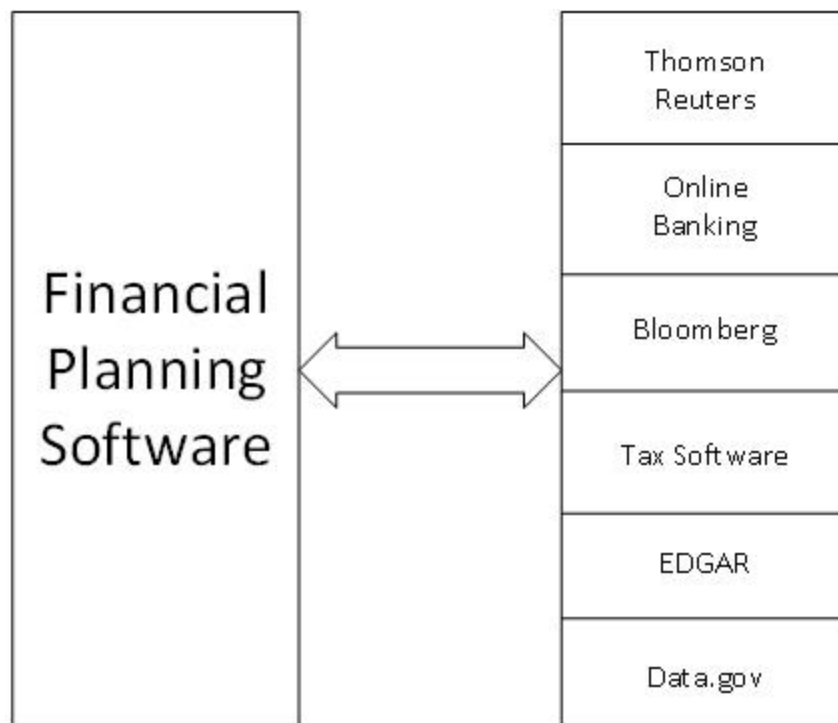 Financial
Planning
Software
Thomson
Reuters
Online
Banking
Bloomberg
Tax Software
EDGAR
Data.gov